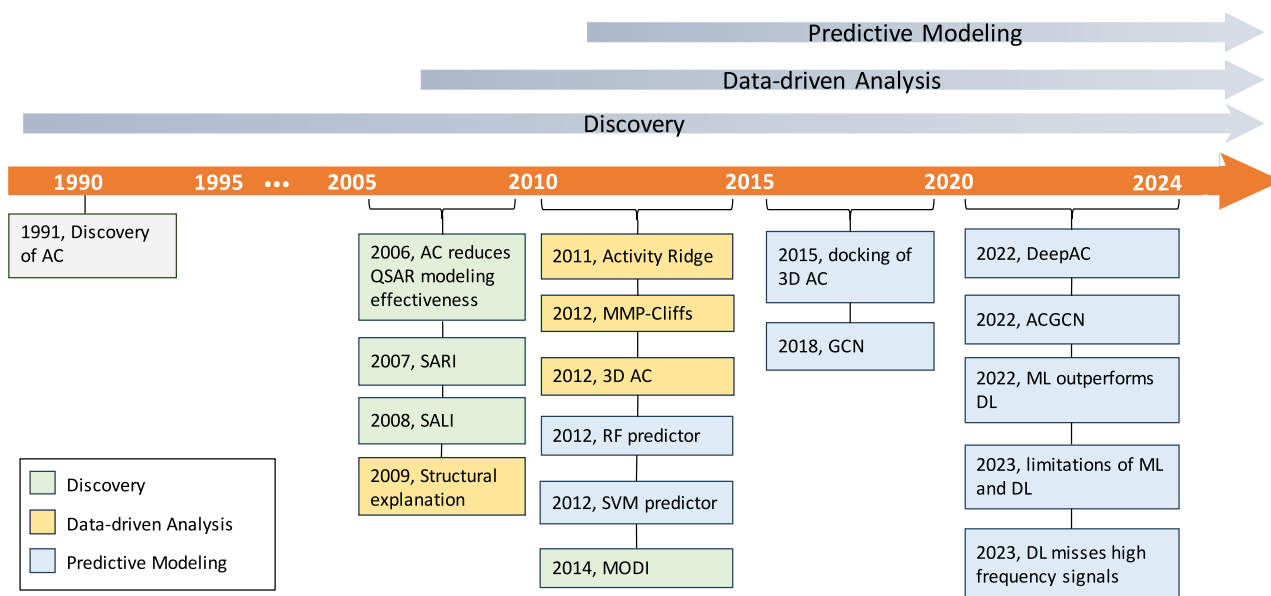 Predictive Modeling
Data-driven Analysis
Discovery
1990 1995 ••• 2005 2010 2015 2020 2024
1991, Discovery
of AC
2006, AC reduces
QSAR modeling
effectiveness
2007, SARI
2008, SALI
2009, Structural
explanation
2011, Activity Ridge
2012, MMP-Cliffs
2012, 3D AC
2012, RF predictor
2012, SVM predictor
2014, MODI
2015, docking of
3D AC
2018, GCN
2022, DeepAC
2022, ACGCN
2022, ML outperforms
DL
2023, limitations of ML
and DL
2023, DL misses high
frequency signals
Discovery
Data-driven Analysis
Predictive Modeling